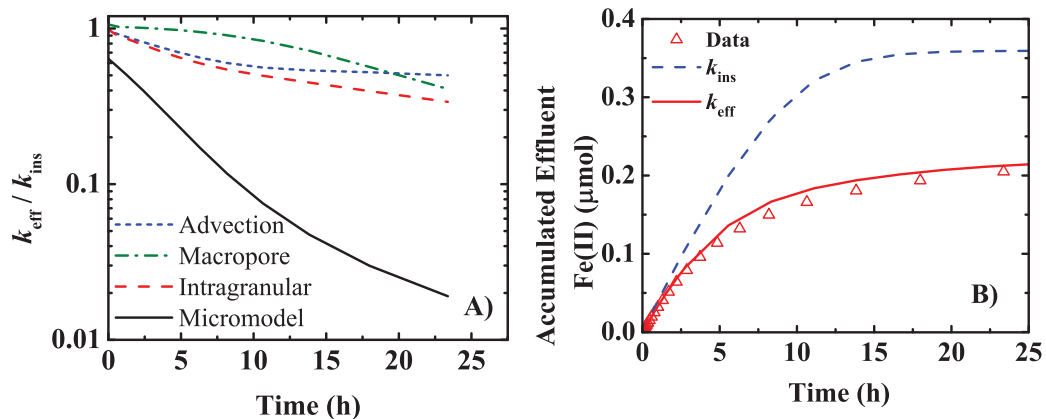 k_eff / k_ins
1
0.1
0.01
Advection
Macropore
Intragranular
Micromodel
A)
0 5 10 15 20 25
Time (h)
Accumulated Effluent
Fe(II) (μmol)
0.4
0.3
0.2
0.1
0.0
Data
k_ins
k_eff
B)
0 5 10 15 20 25
Time (h)